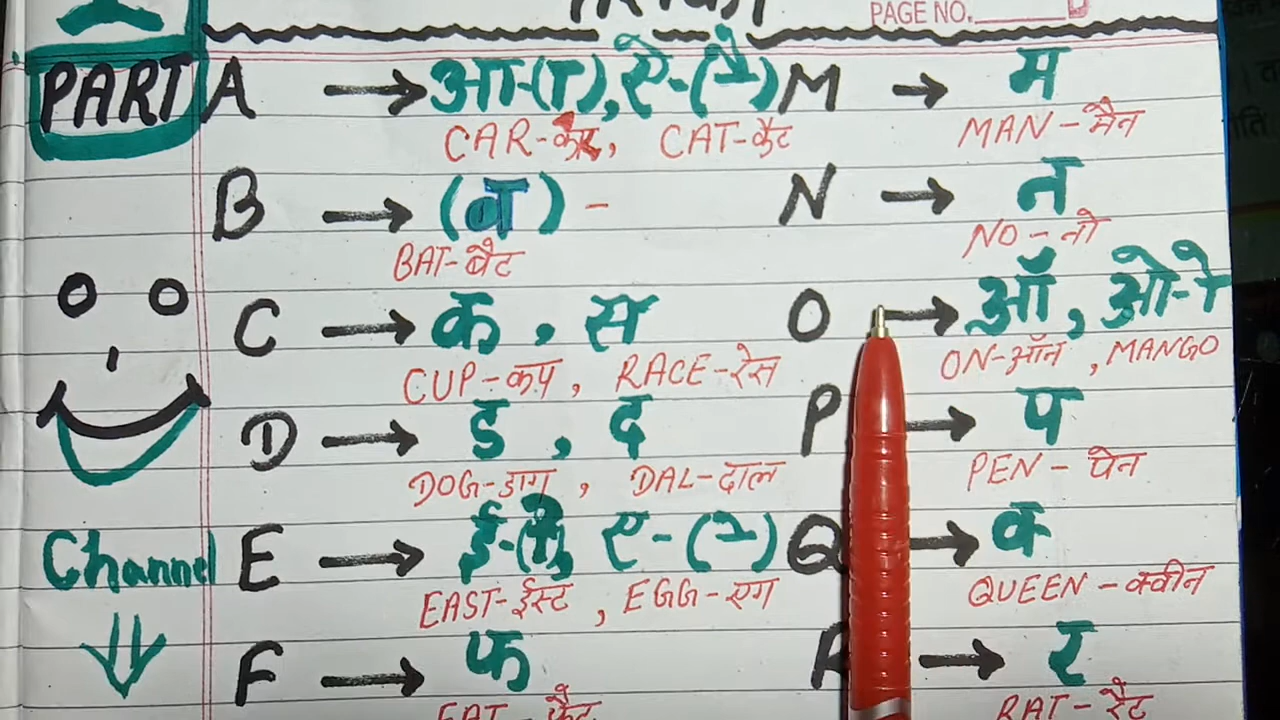 PAGE NO.
PART
A → आ-(ा), ऐ-(ै)
CAR-कार, CAT-कैट
B → (ब) -
BAT-बैट
C → क, स
CUP-कप, RACE-रेस
D → ड, द
DOG-डाग, DAL-दाल
E → ई-(ी), ए-(े)
EAST-ईस्ट, EGG-एग
F → फ
FAT-फैट
M → म
MAN-मैन
N → न
NO-नो
O → ऑ, ओ-ो
ON-ऑन, MANGO
P → प
PEN-पेन
Q → क
QUEEN-क्वीन
R → र
RAT-रैट
Channel